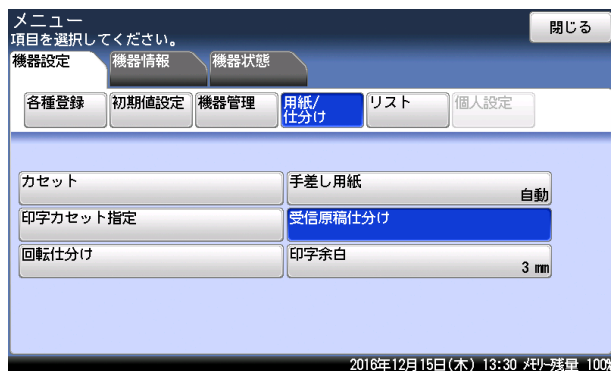 メニュー
閉じる
項目を選択してください。
機器設定 機器情報 機器状態
各種登録 初期値設定 機器管理 用紙/ リスト 個人設定
仕分け
カセット 手差し用紙
自動
印字カセット指定 受信原稿仕分け
回転仕分け 印字余白
3 mm
2016年12月15日(木) 13:30 メモリー残量 100%